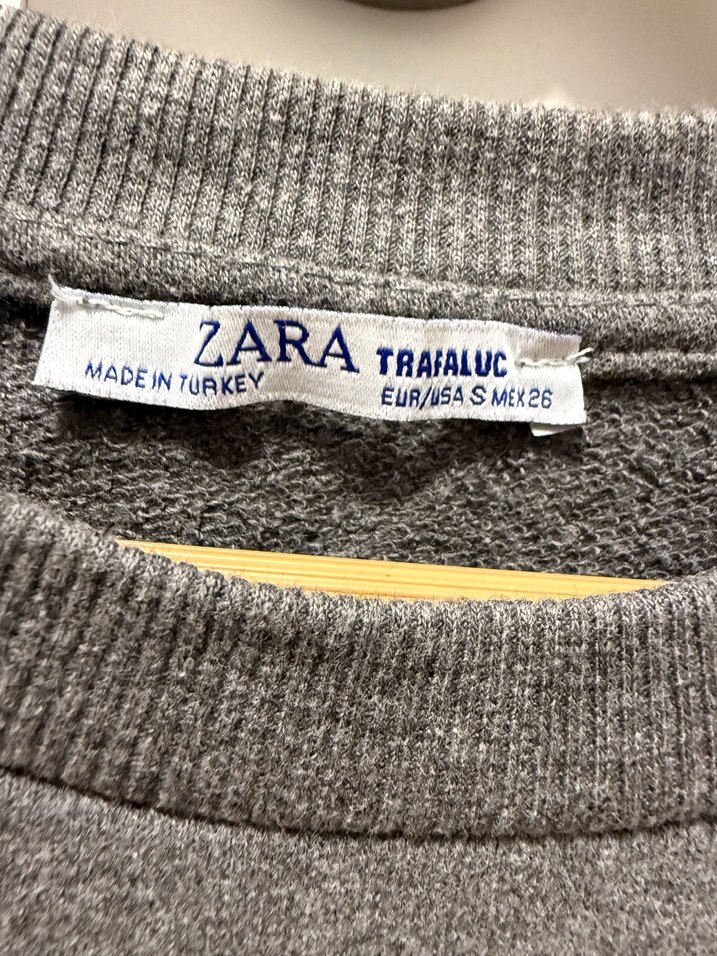 ZARA TRAFALUC
MADE IN TURKEY EUR/USA S MEX 26